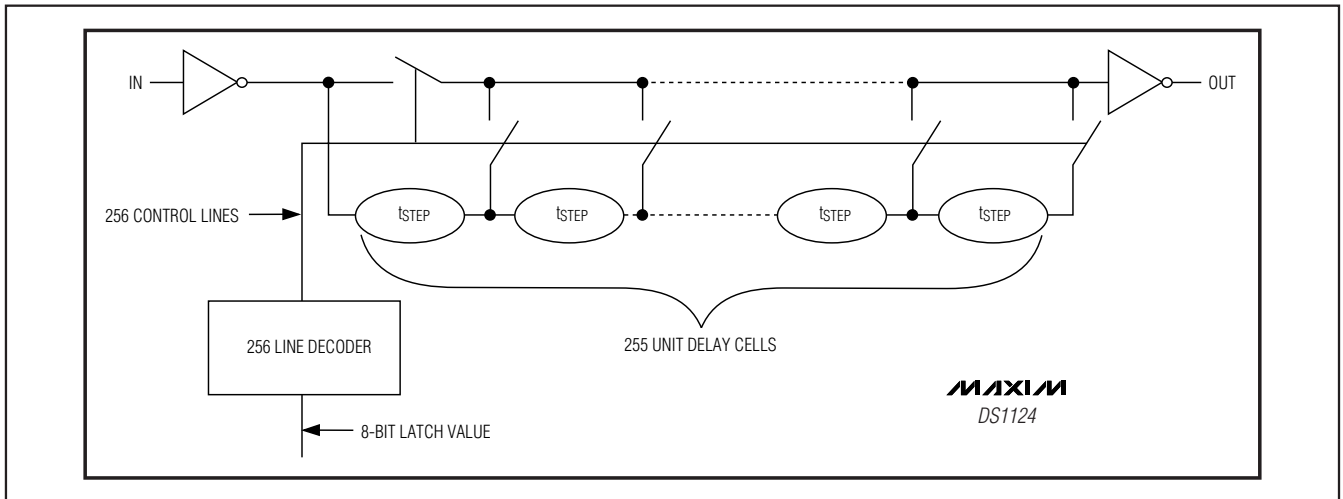 IN
OUT
tSTEP
tSTEP
tSTEP
tSTEP
256 CONTROL LINES
256 LINE DECODER
255 UNIT DELAY CELLS
MAXIM
DS1124
8-BIT LATCH VALUE